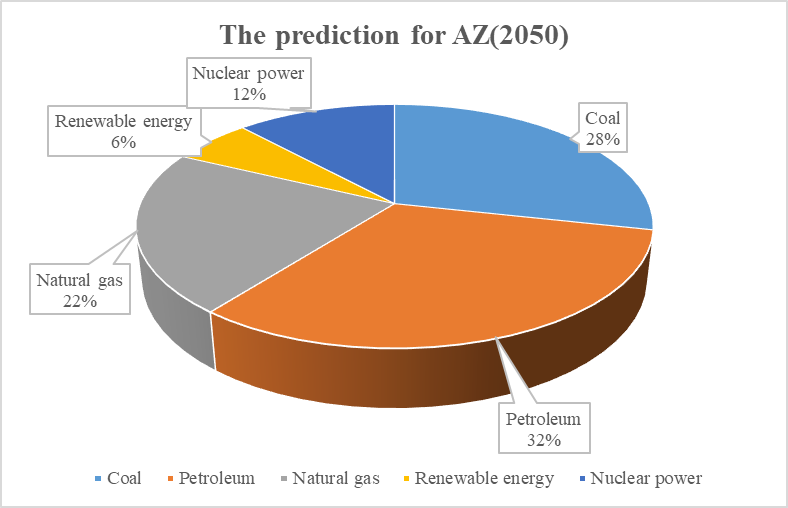 The prediction for AZ(2050)
Nuclear power
12%
Coal
28%
Renewable energy
6%
Natural gas
22%
Petroleum
32%
Coal Petroleum Natural gas Renewable energy Nuclear power